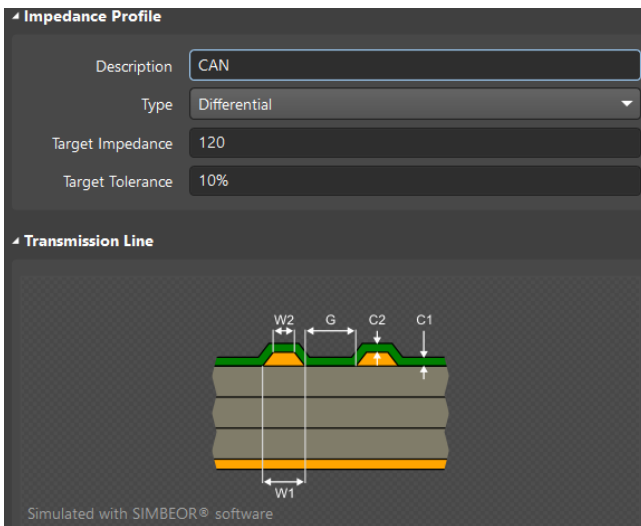 Impedance Profile
Description CAN
Type Differential
Target Impedance 120
Target Tolerance 10%
Transmission Line
W2 G C2 C1
W1
Simulated with SIMBEOR® software